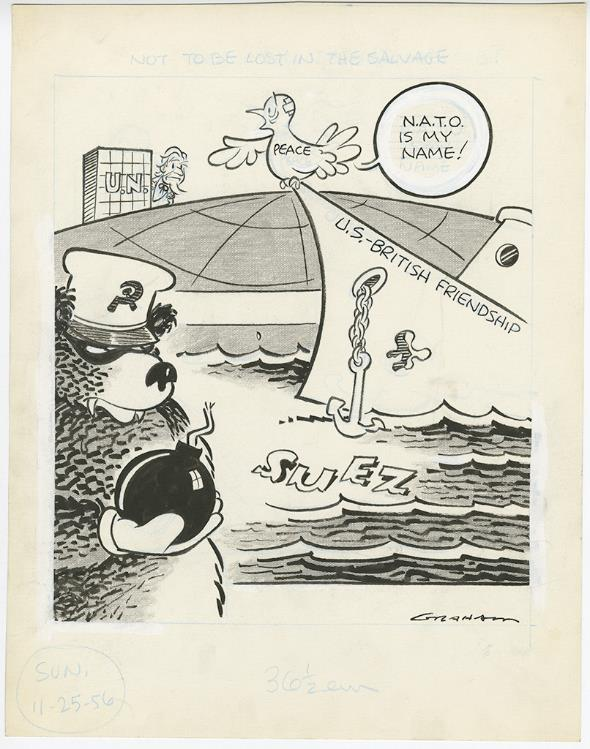 NOT TO BE LOST IN THE SALVAGE
N.A.T.O.
IS MY
NAME!
PEACE
U.N.
U.S.-BRITISH FRIENDSHIP
SUEZ
GRAHAM
SUN.
11-25-56
36½ em